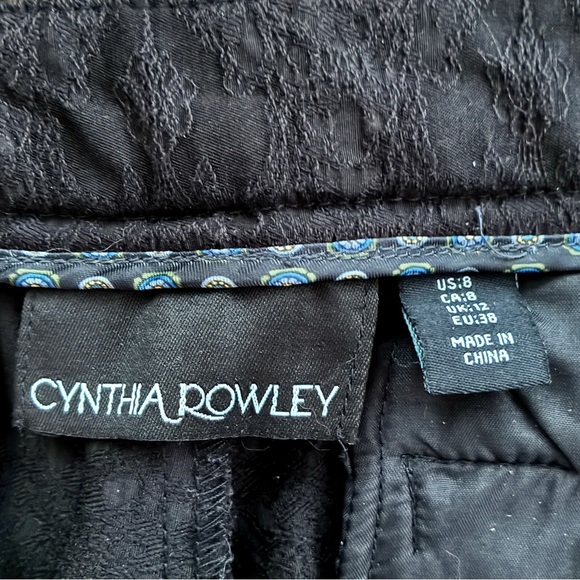 CYNTHIA ROWLEY
US:8
CA:8
UK:12
EU:38
MADE IN
CHINA